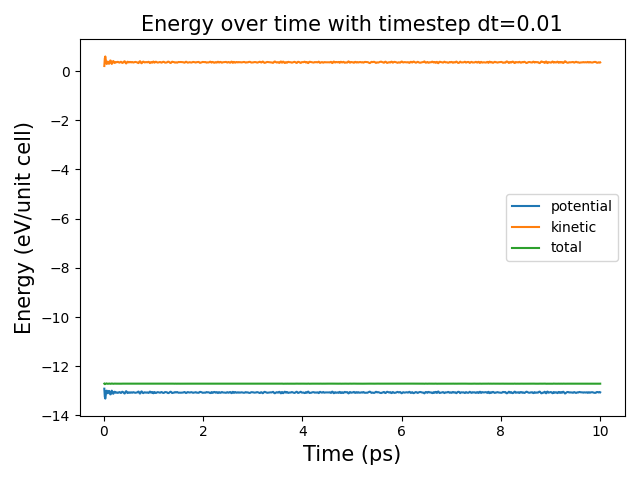 Energy over time with timestep dt=0.01
Energy (eV/unit cell)
0
−2
−4
−6
−8
−10
−12
−14
potential
kinetic
total
0 2 4 6 8 10
Time (ps)